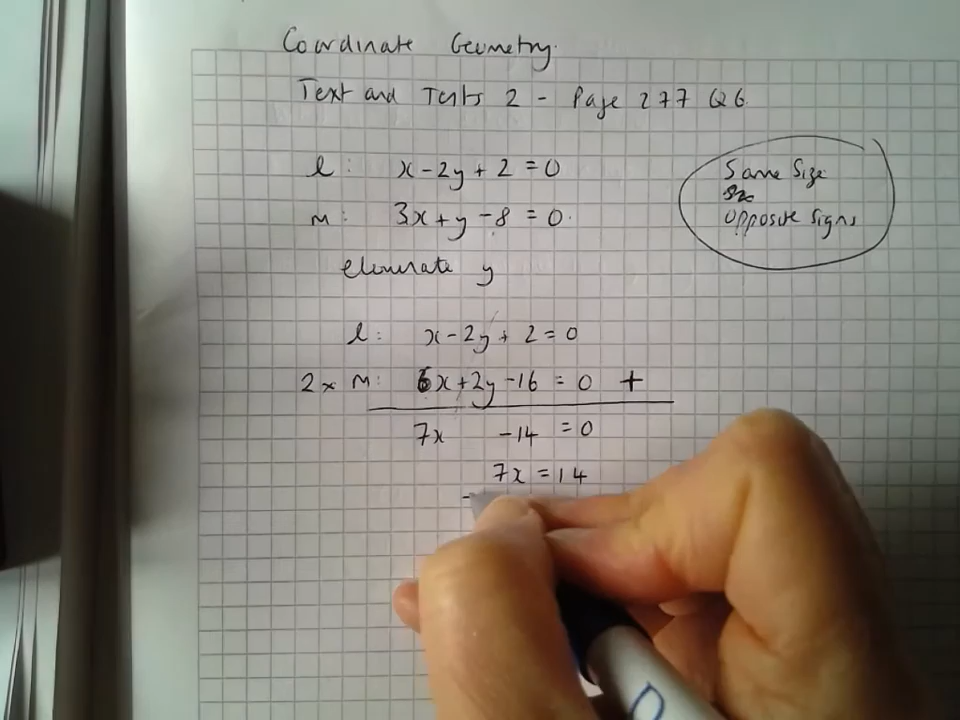 Coordinate Geometry.
Text and Tests 2 - Page 277 Q6.
l: x - 2y + 2 = 0
m: 3x + y - 8 = 0.
Same Size
opposite signs
elimnate y
l: x - 2y + 2 = 0
2 x m: 6x + 2y - 16 = 0 +
7x - 14 = 0
7x = 14